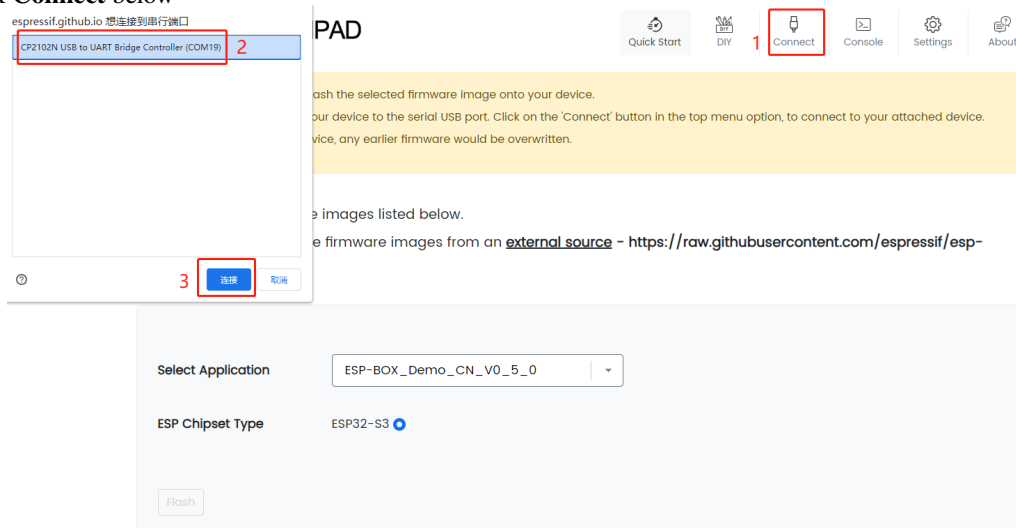 Connect below
espressif.github.io 想连接到串行端口
CP2102N USB to UART Bridge Controller (COM19)
2
3
连接
取消
PAD
Quick Start
DIY
1
Connect
Console
Settings
About
ash the selected firmware image onto your device.
our device to the serial USB port. Click on the 'Connect' button in the top menu option, to connect to your attached device.
vice, any earlier firmware would be overwritten.
e images listed below.
e firmware images from an external source - https://raw.githubusercontent.com/espressif/esp-
Select Application
ESP-BOX_Demo_CN_V0_5_0
ESP Chipset Type
ESP32-S3
Flash